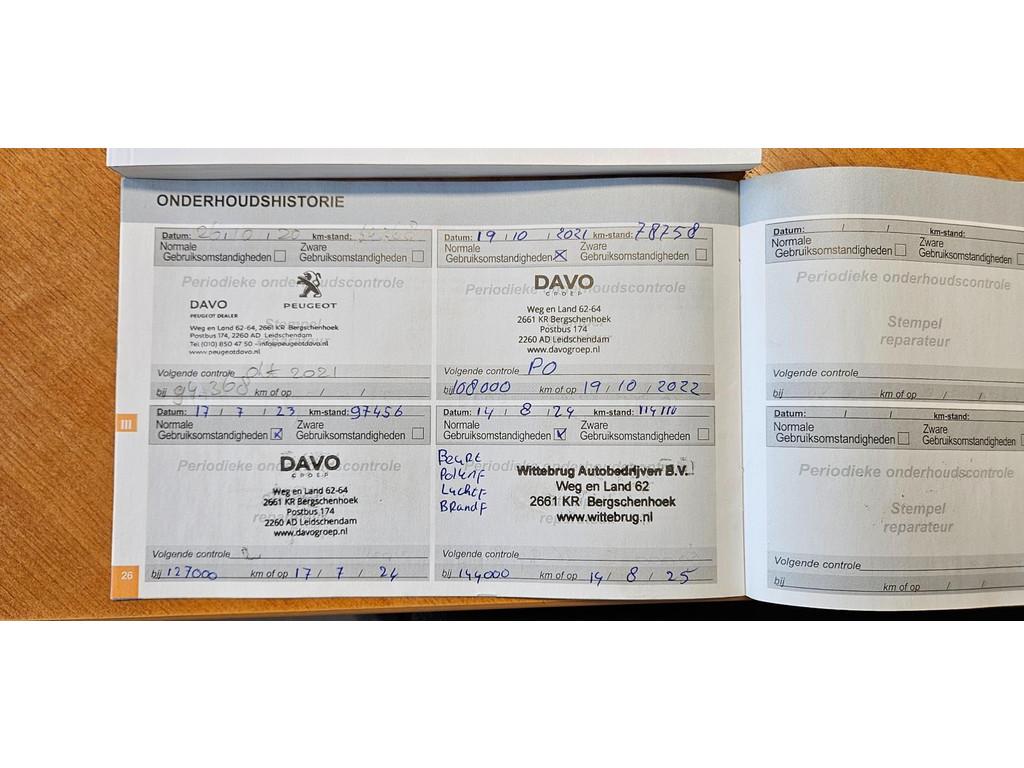 ONDERHOUDSHISTORIE
Datum: 26/10/20 km-stand:
Normale Gebruiksomstandigheden Zware Gebruiksomstandigheden
Periodieke onderhoudscontrole
DAVO PEUGEOT
PEUGEOT DEALER
Weg en Land 62-64, 2661 KR Bergschenhoek
Postbus 174, 2260 AD Leidschendam
Tel (010) 850 47 50 - info@peugeotdavo.nl
www.peugeotdavo.nl
Volgende controle okt 2021
bij 94.368 km of op / /
Datum: 19/10/2021 km-stand: 78758
Normale Gebruiksomstandigheden Zware Gebruiksomstandigheden
Periodieke onderhoudscontrole
DAVO
GROEP
Weg en Land 62-64
2661 KR Bergschenhoek
Postbus 174
2260 AD Leidschendam
www.davogroep.nl
Volgende controle PO
bij 108000 km of op 19/10/2022
Datum: 17/7/23 km-stand: 97456
Normale Gebruiksomstandigheden Zware Gebruiksomstandigheden
Periodieke onderhoudscontrole
DAVO
GROEP
Weg en Land 62-64
2661 KR Bergschenhoek
Postbus 174
2260 AD Leidschendam
www.davogroep.nl
Volgende controle
bij 127000 km of op 17/7/24
Datum: 14/8/24 km-stand: 114110
Normale Gebruiksomstandigheden Zware Gebruiksomstandigheden
Periodieke onderhoudscontrole
PolenF
LuchtF
BrandF
Wittebrug Autobedrijven B.V.
Weg en Land 62
2661 KR Bergschenhoek
www.wittebrug.nl
Volgende controle
bij 144000 km of op 14/8/25
III
26
Datum: / / km-stand:
Normale Gebruiksomstandigheden Zware Gebruiksomstandigheden
Periodieke onderhoudscontrole
Stempel
reparateur
Volgende controle
bij km of op / /
Datum: / / km-stand:
Normale Gebruiksomstandigheden Zware Gebruiksomstandigheden
Periodieke onderhoudscontrole
Stempel
reparateur
Volgende controle
bij km of op / /